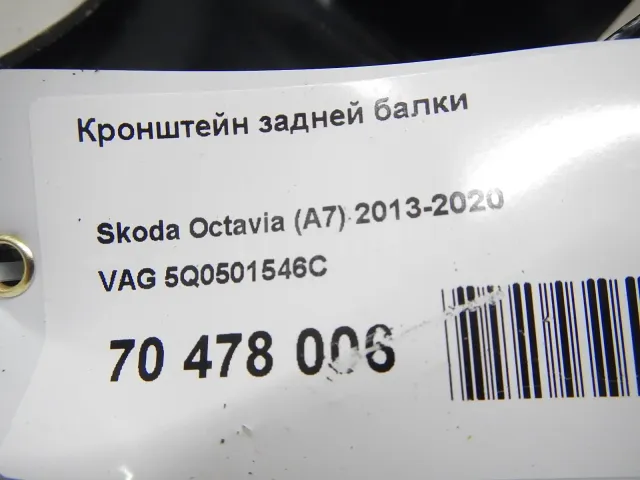 Кронштейн задней балки
Skoda Octavia (A7) 2013-2020
VAG 5Q0501546C
70 478 006